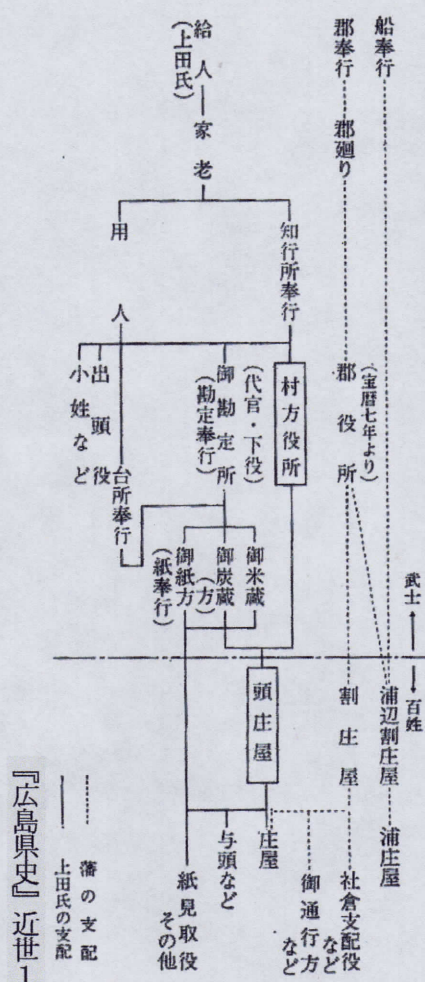 船奉行
郡奉行
郡廻り
給人
(上田氏)
家老
知行所奉行
用人
(宝暦七年より)
郡役所
村方役所
(代官・下役)
御勘定所
(勘定奉行)
台所奉行
出頭役
小姓など
御米蔵
御炭蔵
(方)
御紙方
(紙奉行)
武士
百姓
浦辺割庄屋
割庄屋
頭庄屋
浦庄屋
社倉支配役
など
御通行方
など
庄屋
与頭など
紙見取役
その他
藩の支配
上田氏の支配
『広島県史』近世1